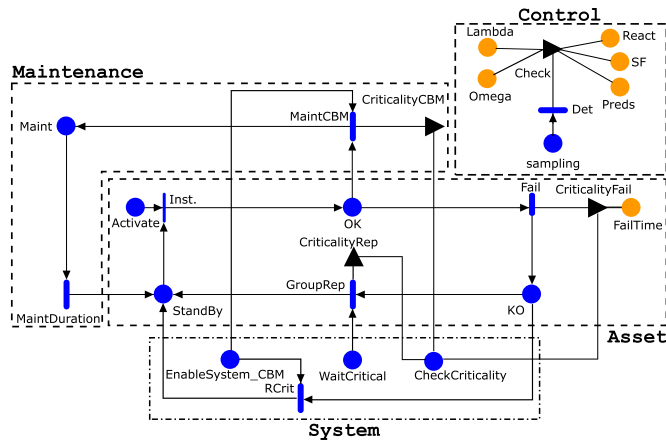 Control
Lambda
React
SF
Check
Omega
Preds
Det
sampling
Maintenance
CriticalityCBM
MaintCBM
Maint
Fail
CriticalityFail
Inst.
Activate
OK
FailTime
CriticalityRep
GroupRep
StandBy
KO
MaintDuration
Asset
EnableSystem_CBM
WaitCritical
CheckCriticality
RCrit
System